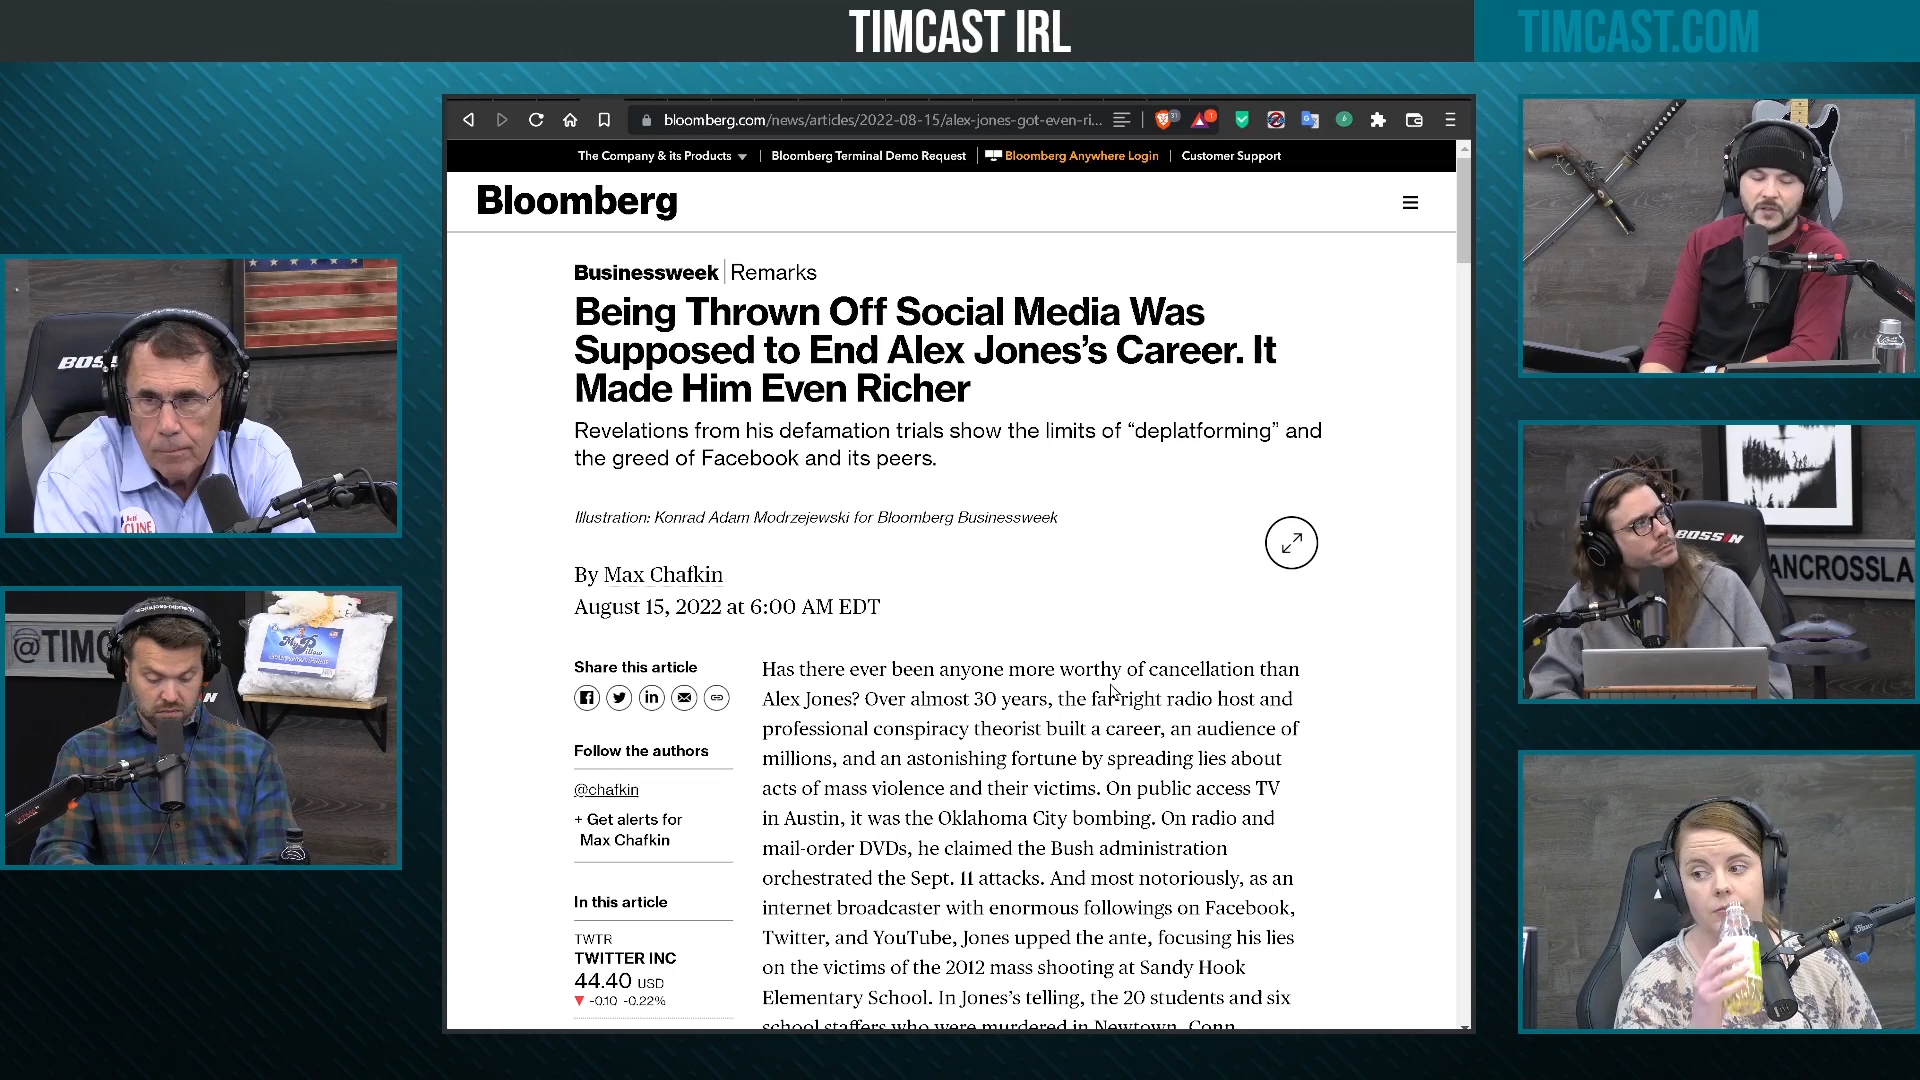 TIMCAST IRL
TIMCAST.COM
bloomberg.com/news/articles/2022-08-15/alex-jones-got-even-ri...
The Company & its Products
Bloomberg Terminal Demo Request
Bloomberg Anywhere Login
Customer Support
Bloomberg
Businessweek | Remarks
Being Thrown Off Social Media Was
Supposed to End Alex Jones's Career. It
Made Him Even Richer
Revelations from his defamation trials show the limits of “deplatforming” and
the greed of Facebook and its peers.
Illustration: Konrad Adam Modrzejewski for Bloomberg Businessweek
By Max Chafkin
August 15, 2022 at 6:00 AM EDT
Share this article
Follow the authors
@chafkin
+ Get alerts for
Max Chafkin
In this article
TWTR
TWITTER INC
44.40 USD
▼ -0.10 -0.22%
Has there ever been anyone more worthy of cancellation than
Alex Jones? Over almost 30 years, the far-right radio host and
professional conspiracy theorist built a career, an audience of
millions, and an astonishing fortune by spreading lies about
acts of mass violence and their victims. On public access TV
in Austin, it was the Oklahoma City bombing. On radio and
mail-order DVDs, he claimed the Bush administration
orchestrated the Sept. 11 attacks. And most notoriously, as an
internet broadcaster with enormous followings on Facebook,
Twitter, and YouTube, Jones upped the ante, focusing his lies
on the victims of the 2012 mass shooting at Sandy Hook
Elementary School. In Jones's telling, the 20 students and six
school staffers who were murdered in Newtown, Conn
BOSS
CLINE
@TIMC
MyPillow
BOSSIN
ANCROSSLA